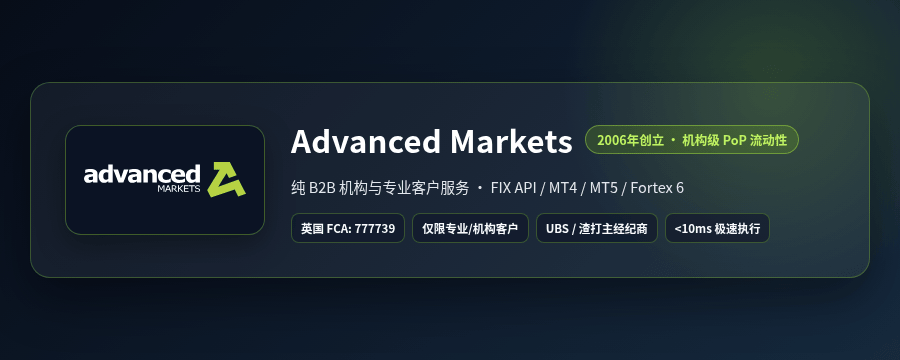 advanced
MARKETS
Advanced Markets
2006年创立 · 机构级 PoP 流动性
纯 B2B 机构与专业客户服务 · FIX API / MT4 / MT5 / Fortex 6
英国 FCA: 777739
仅限专业/机构客户
UBS / 渣打主经纪商
<10ms 极速执行